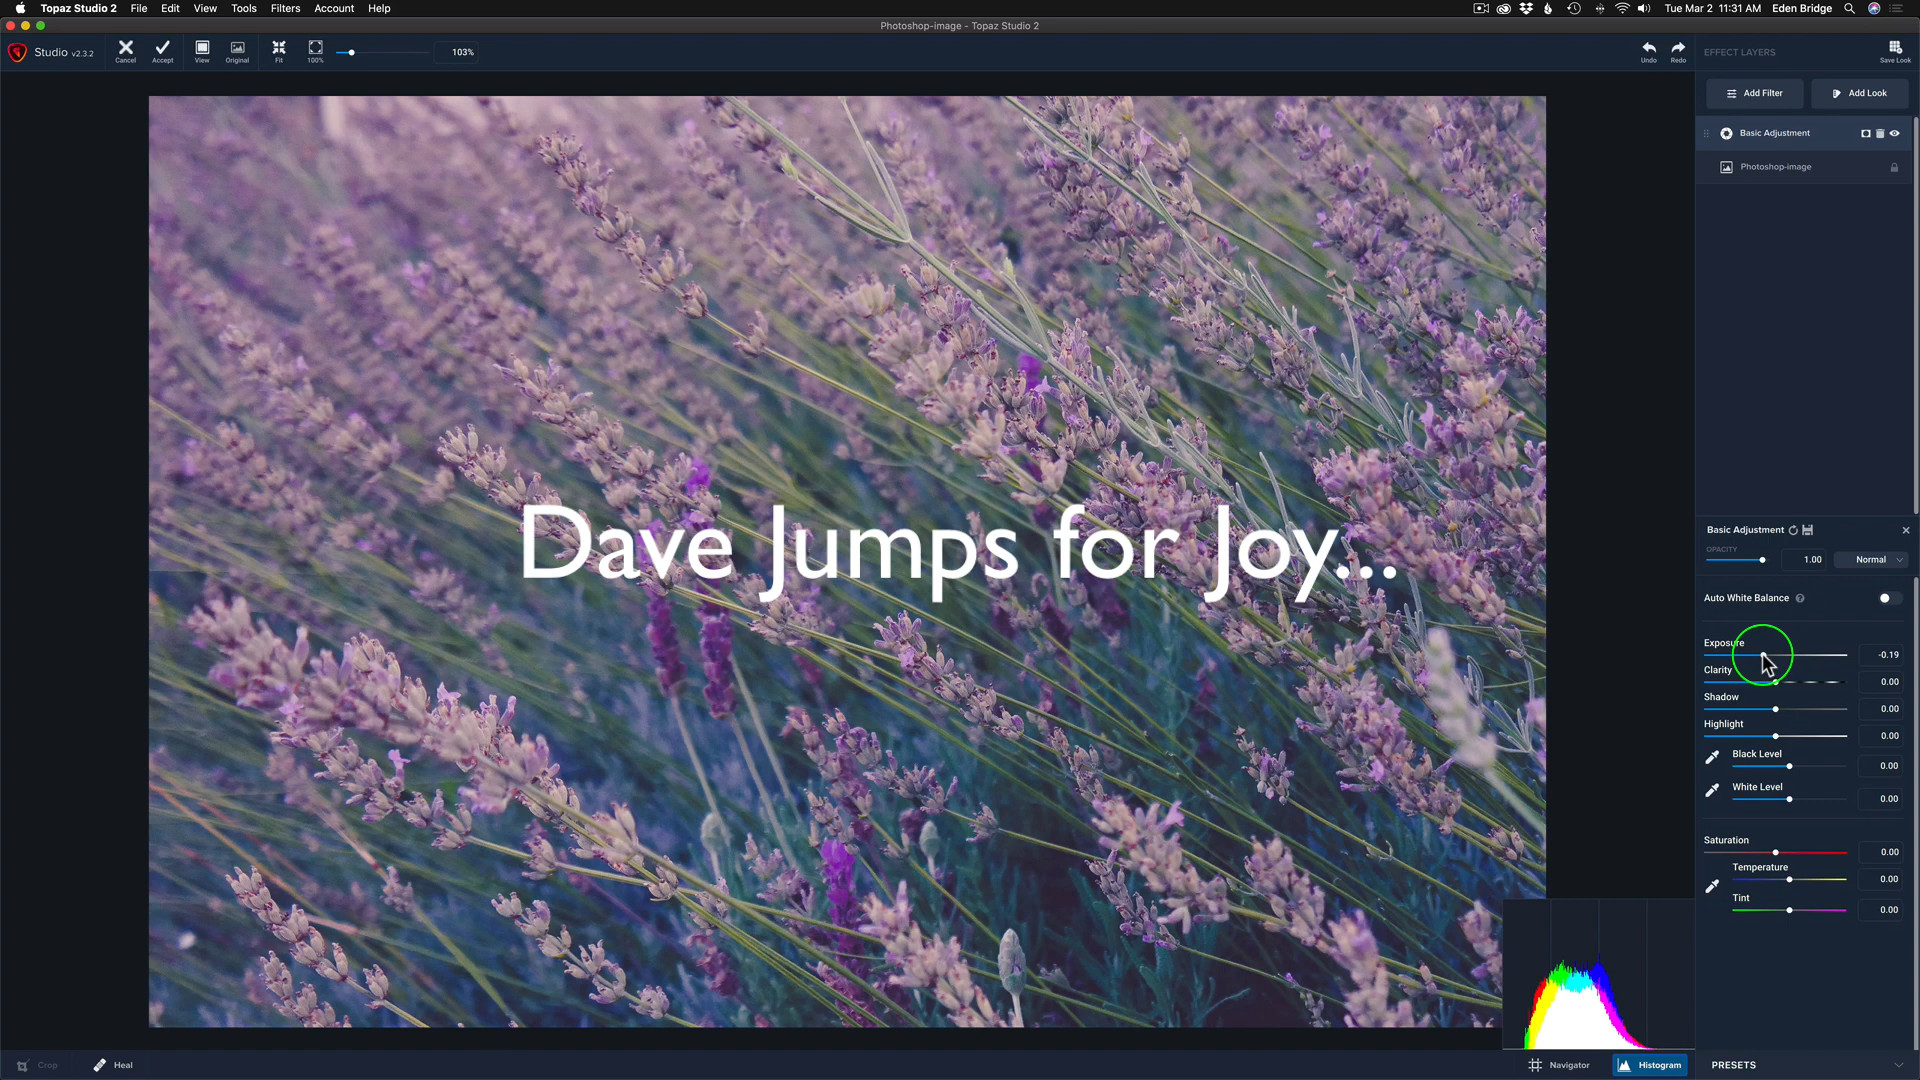 Topaz Studio 2 File Edit View Tools Filters Account Help
Tue Mar 2 11:31 AM Eden Bridge
Photoshop-image - Topaz Studio 2
Studio v2.3.2
Cancel Accept View Original Fit 100% 103%
Undo Redo
EFFECT LAYERS
Save Look
Add Filter Add Look
Basic Adjustment
Photoshop-image
Dave Jumps for Joy...
Basic Adjustment
OPACITY 1.00 Normal
Auto White Balance ?
Exposure -0.19
Clarity 0.00
Shadow 0.00
Highlight 0.00
Black Level 0.00
White Level 0.00
Saturation 0.00
Temperature 0.00
Tint 0.00
Crop Heal
Navigator Histogram
PRESETS